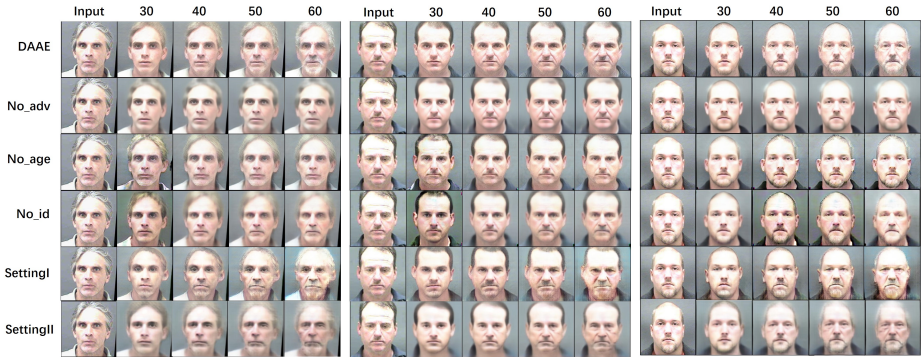 Input 30 40 50 60 Input 30 40 50 60 Input 30 40 50 60
DAAE
No_adv
No_age
No_id
SettingI
SettingII